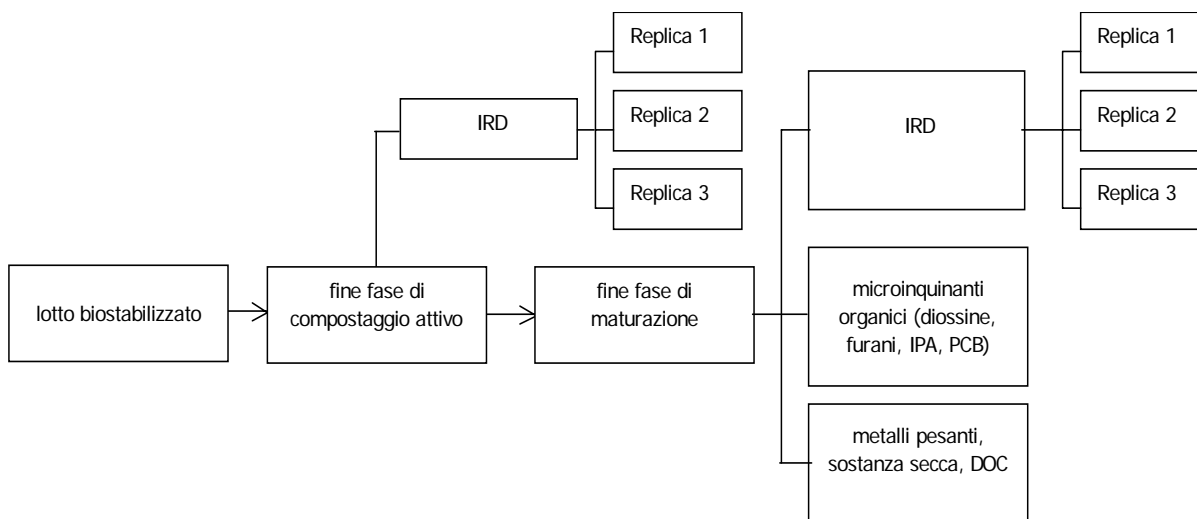 Replica 1
IRD
Replica 2
Replica 3
Replica 1
IRD
Replica 2
Replica 3
lotto biostabilizzato
fine fase di
compostaggio attivo
fine fase di
maturazione
microinquinanti
organici (diossine,
furani, IPA, PCB)
metalli pesanti,
sostanza secca, DOC